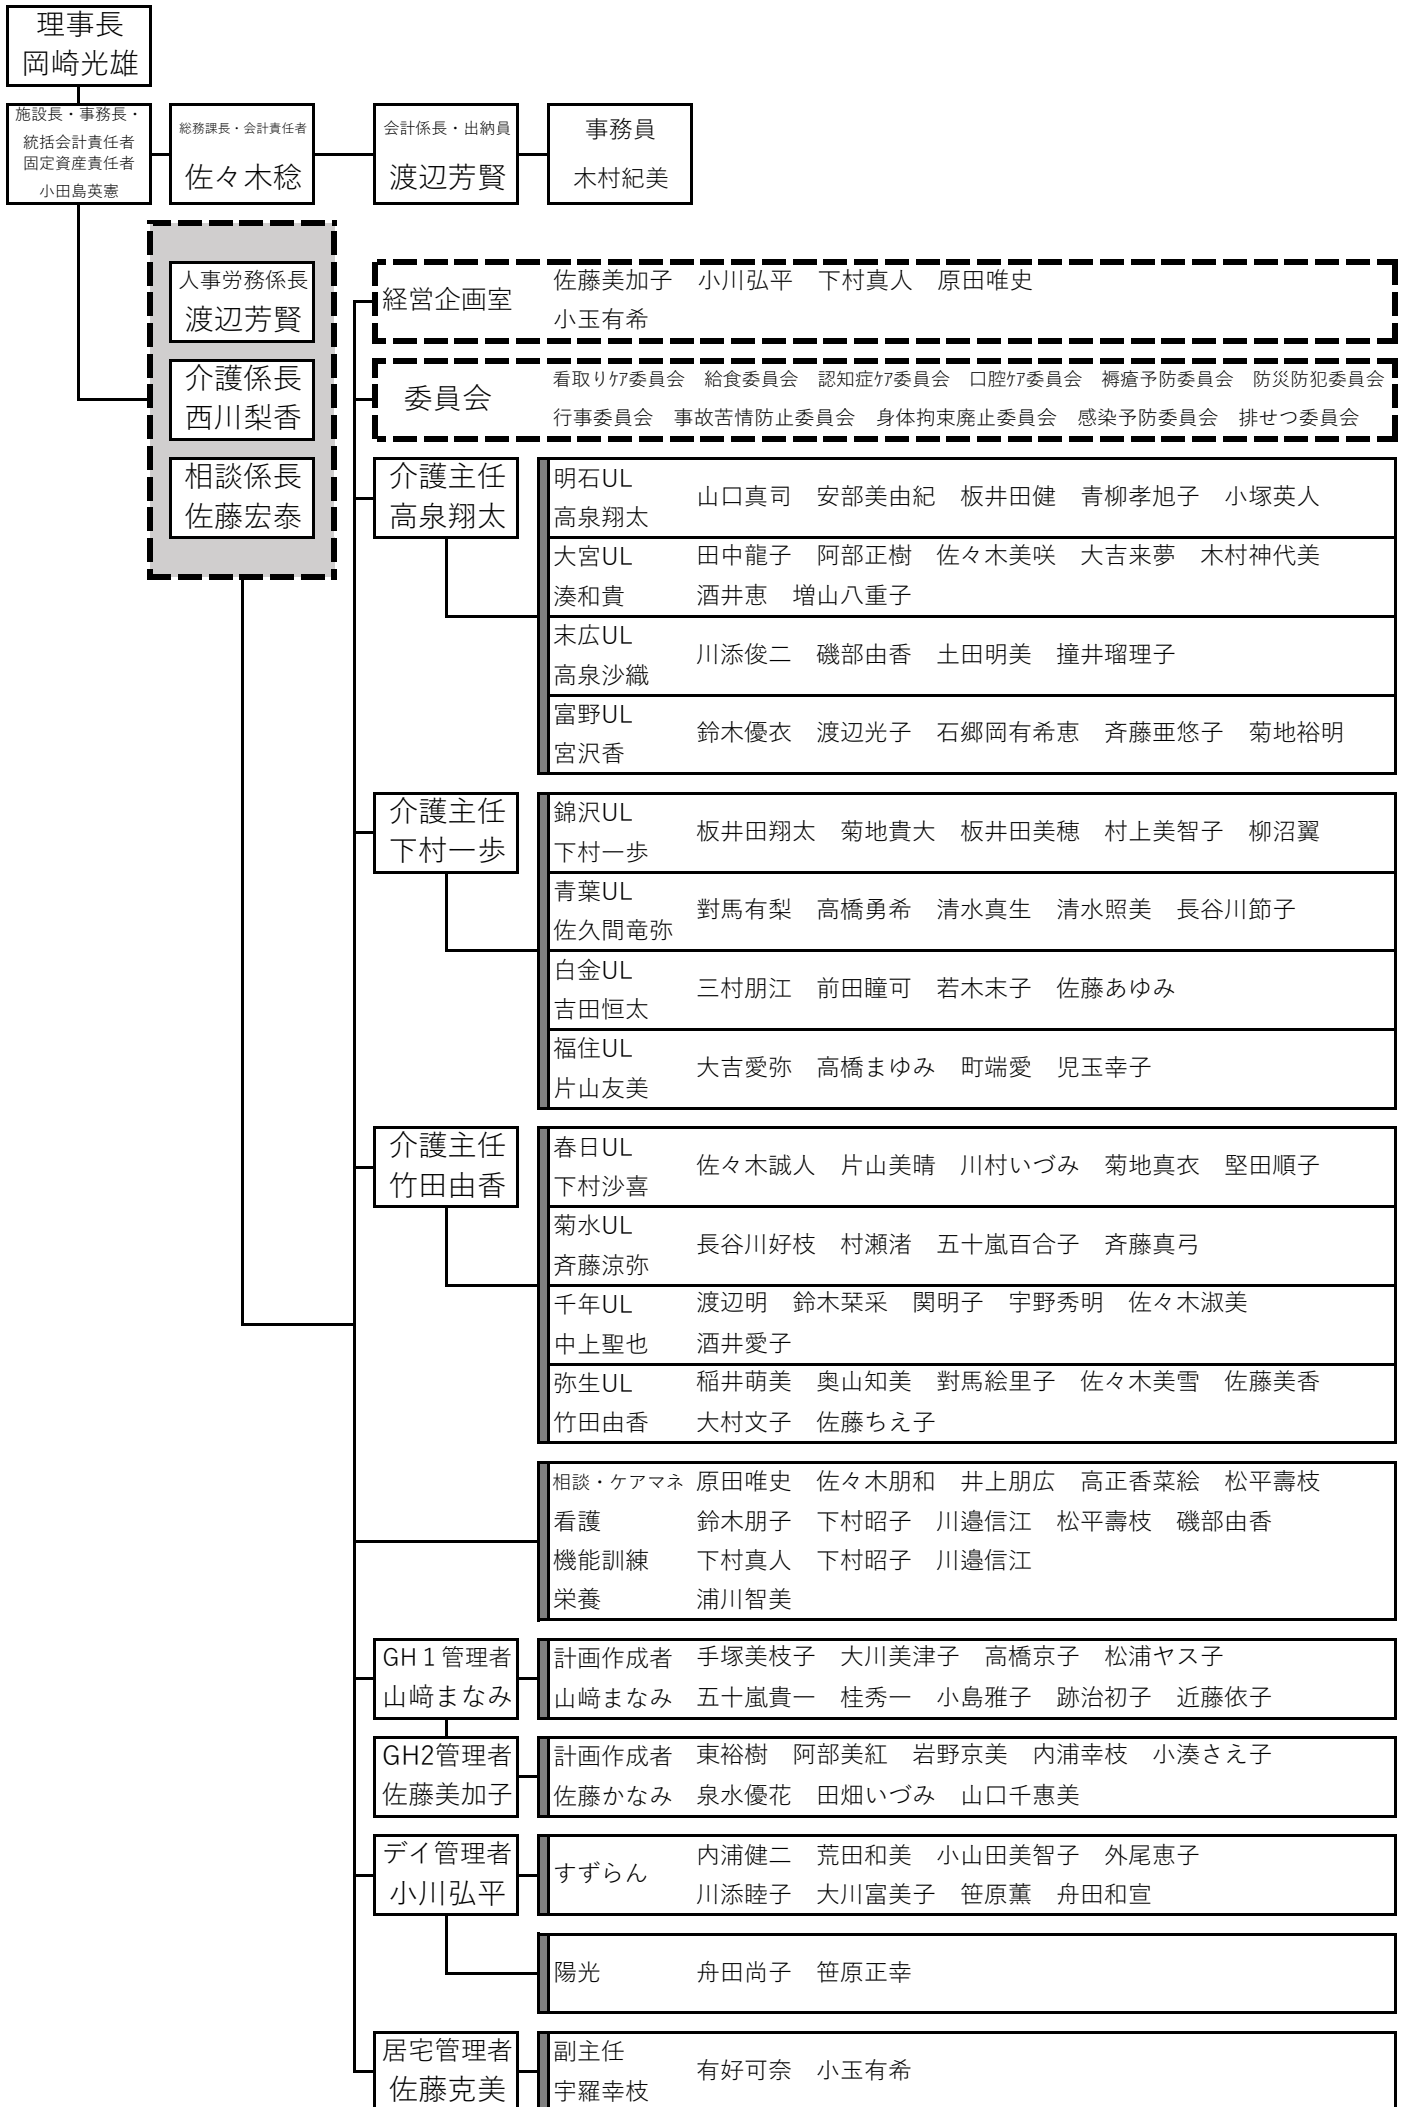 理事長
岡崎光雄
施設長・事務長・
統括会計責任者
固定資産責任者
小田島英憲
総務課長・会計責任者
佐々木稔
会計係長・出納員
渡辺芳賢
事務員
木村紀美
人事労務係長
渡辺芳賢
介護係長
西川梨香
相談係長
佐藤宏泰
経営企画室
佐藤美加子 小川弘平 下村真人 原田唯史
小玉有希
委員会
看取りｹｱ委員会 給食委員会 認知症ｹｱ委員会 口腔ｹｱ委員会 褥瘡予防委員会 防災防犯委員会
行事委員会 事故苦情防止委員会 身体拘束廃止委員会 感染予防委員会 排せつ委員会
介護主任
高泉翔太
明石UL
高泉翔太
山口真司 安部美由紀 板井田健 青柳孝旭子 小塚英人
大宮UL
湊和貴
田中龍子 阿部正樹 佐々木美咲 大吉来夢 木村神代美
酒井恵 増山八重子
末広UL
高泉沙織
川添俊二 磯部由香 土田明美 撞井瑠理子
富野UL
宮沢香
鈴木優衣 渡辺光子 石郷岡有希恵 斉藤亜悠子 菊地裕明
介護主任
下村一歩
錦沢UL
下村一歩
板井田翔太 菊地貴大 板井田美穂 村上美智子 柳沼翼
青葉UL
佐久間竜弥
對馬有梨 高橋勇希 清水真生 清水照美 長谷川節子
白金UL
吉田恒太
三村朋江 前田瞳可 若木末子 佐藤あゆみ
福住UL
片山友美
大吉愛弥 高橋まゆみ 町端愛 児玉幸子
介護主任
竹田由香
春日UL
下村沙喜
佐々木誠人 片山美晴 川村いづみ 菊地真衣 堅田順子
菊水UL
斉藤涼弥
長谷川好枝 村瀬渚 五十嵐百合子 斉藤真弓
千年UL
中上聖也
渡辺明 鈴木栞采 関明子 宇野秀明 佐々木淑美
酒井愛子
弥生UL
竹田由香
稲井萌美 奥山知美 對馬絵里子 佐々木美雪 佐藤美香
大村文子 佐藤ちえ子
相談・ケアマネ 原田唯史 佐々木朋和 井上朋広 高正香菜絵 松平壽枝
看護 鈴木朋子 下村昭子 川邉信江 松平壽枝 磯部由香
機能訓練 下村真人 下村昭子 川邉信江
栄養 浦川智美
GH１管理者
山﨑まなみ
計画作成者
山﨑まなみ
手塚美枝子 大川美津子 高橋京子 松浦ヤス子
五十嵐貴一 桂秀一 小島雅子 跡治初子 近藤依子
GH2管理者
佐藤美加子
計画作成者
佐藤かなみ
東裕樹 阿部美紅 岩野京美 内浦幸枝 小湊さえ子
泉水優花 田畑いづみ 山口千恵美
デイ管理者
小川弘平
すずらん
内浦健二 荒田和美 小山田美智子 外尾恵子
川添睦子 大川富美子 笹原薫 舟田和宣
陽光 舟田尚子 笹原正幸
居宅管理者
佐藤克美
副主任
宇羅幸枝
有好可奈 小玉有希